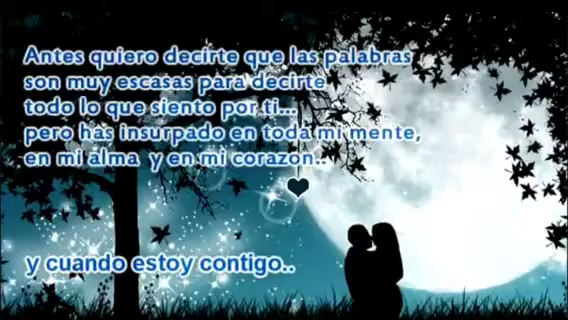 Antes quiero decirte que las palabras
son muy escasas para decirte
todo lo que siento por ti...
pero has insurpado en toda mi mente,
en mi alma y en mi corazon..
y cuando estoy contigo..